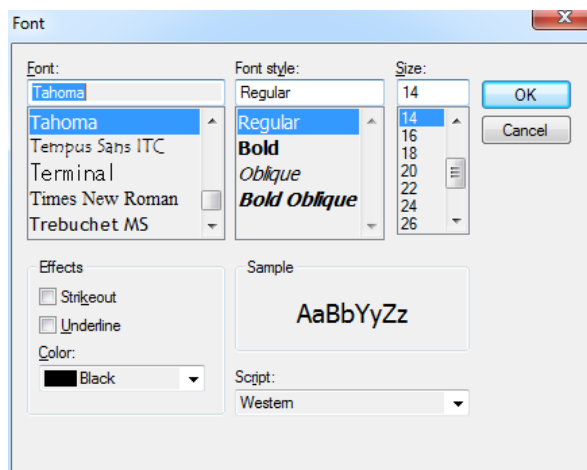 Font
Font: Font style: Size:
Tahoma Regular 14 OK
Tahoma Regular 14 Cancel
Tempus Sans ITC Bold 16
Terminal Oblique 18
Times New Roman Bold Oblique 20
Trebuchet MS 22
24
26
Effects
Strikeout
Underline
Color:
Black
Sample
AaBbYyZz
Script:
Western